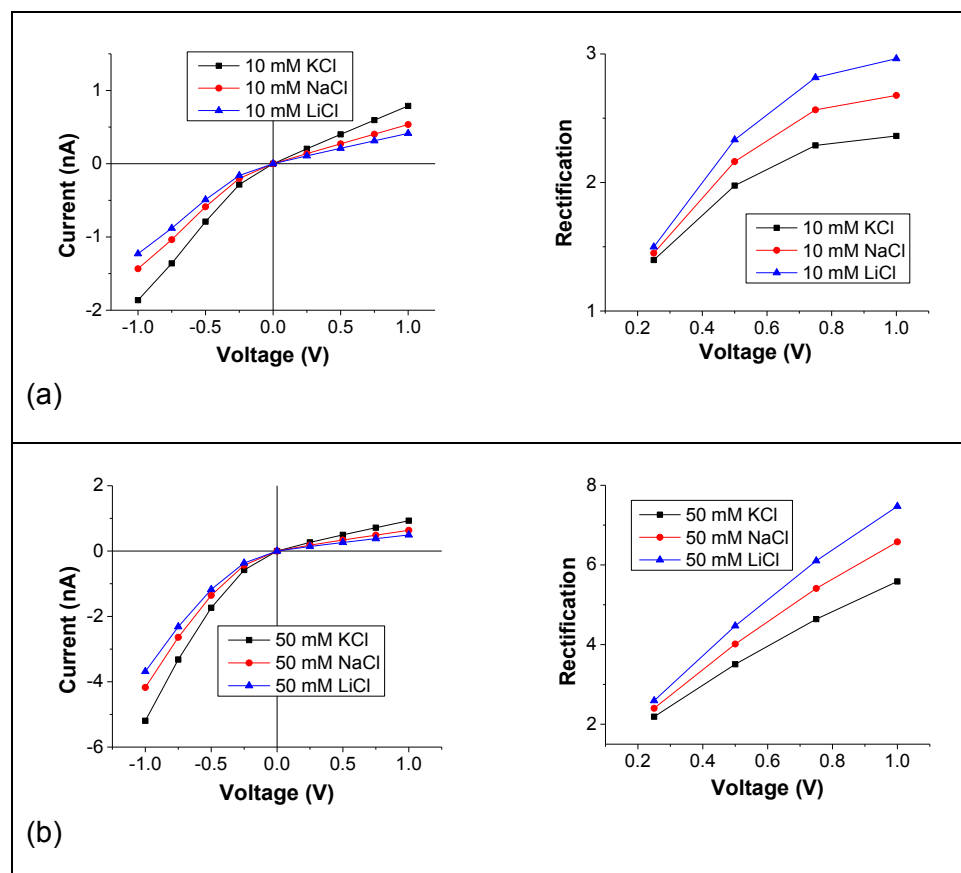 10 mM KCl
10 mM NaCl
10 mM LiCl
1
0
-1
-2
Current (nA)
-1.0 -0.5 0.0 0.5 1.0
Voltage (V)
3
2
1
Rectification
10 mM KCl
10 mM NaCl
10 mM LiCl
0.2 0.4 0.6 0.8 1.0
Voltage (V)
(a)
2
0
-2
-4
-6
Current (nA)
50 mM KCl
50 mM NaCl
50 mM LiCl
-1.0 -0.5 0.0 0.5 1.0
Voltage (V)
8
6
4
2
Rectification
50 mM KCl
50 mM NaCl
50 mM LiCl
0.2 0.4 0.6 0.8 1.0
Voltage (V)
(b)